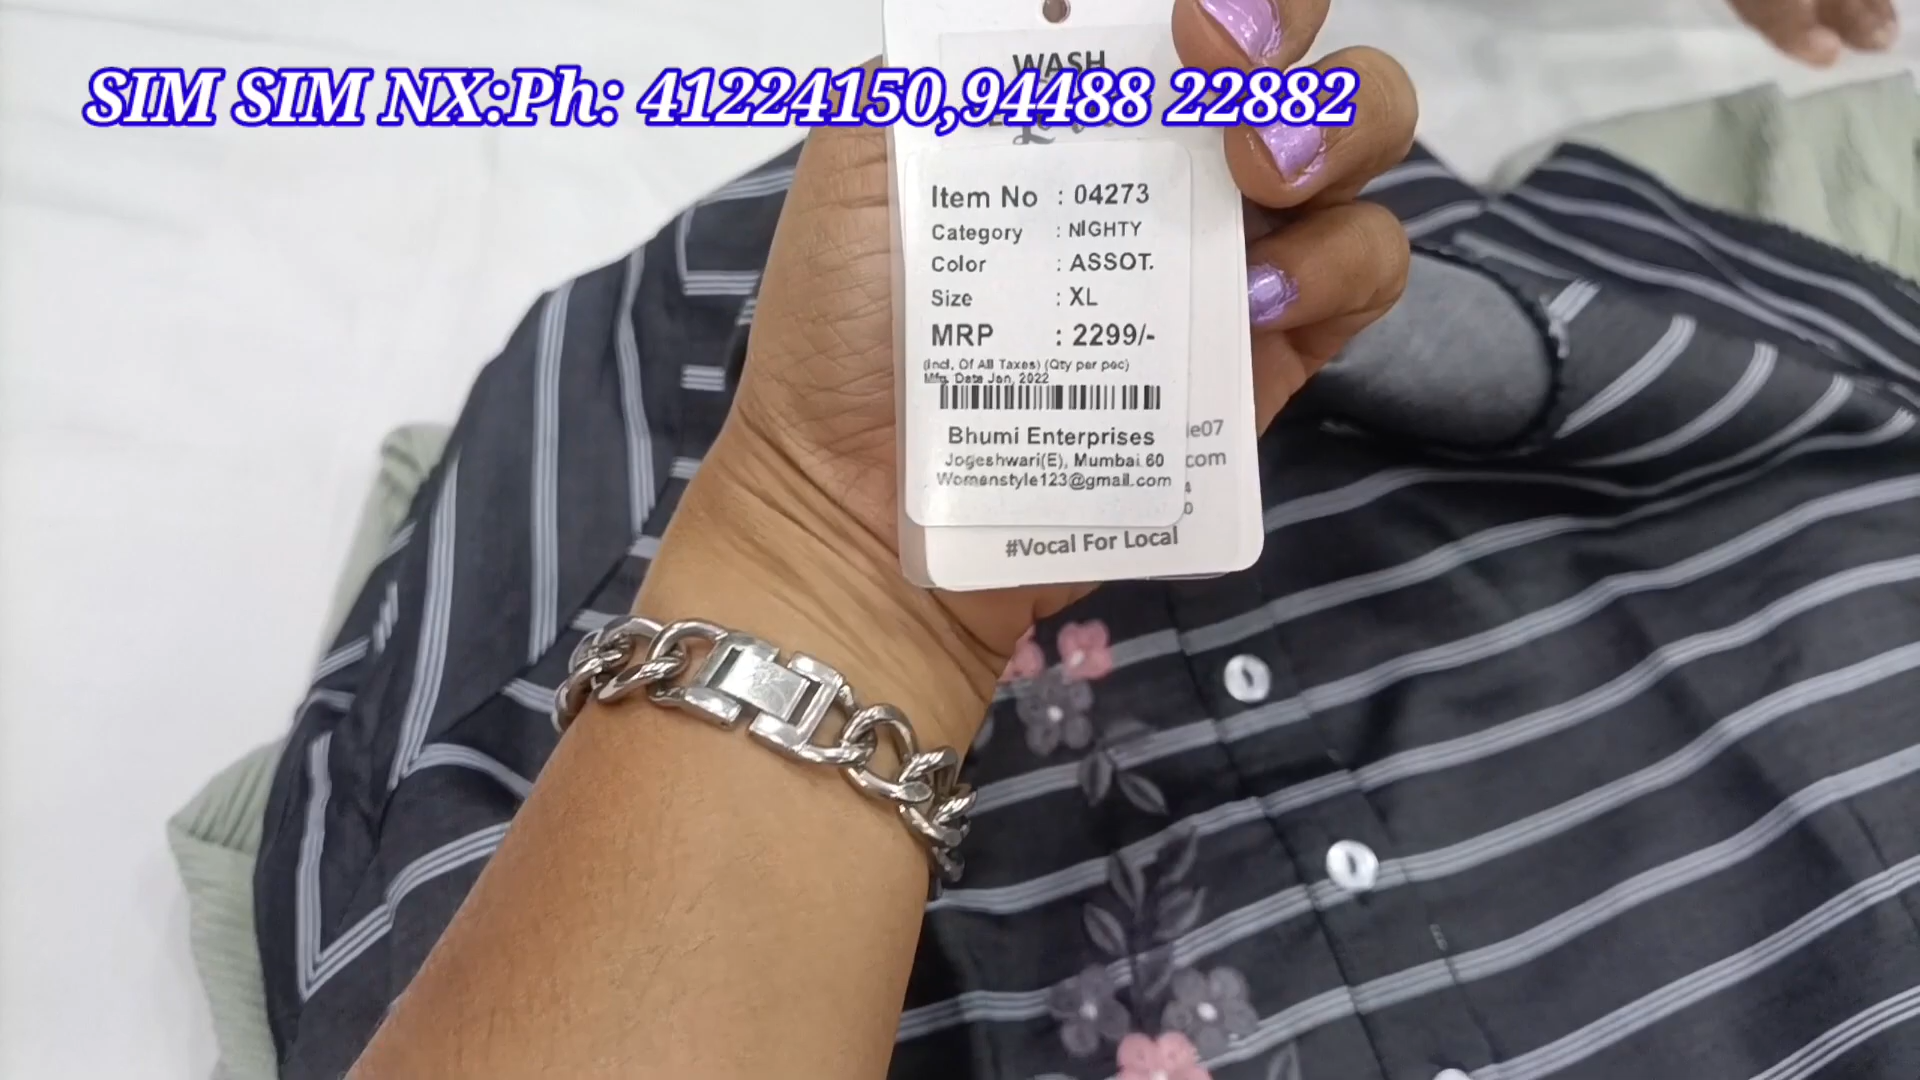 WASH
SIM SIM NX:Ph: 41224150,94488 22882
Item No : 04273
Category : NIGHTY
Color : ASSOT.
Size : XL
MRP : 2299/-
(Incl. Of All Taxes) (Qty per pec)
Mfg. Date Jan, 2022
Bhumi Enterprises
le07
Jogeshwari(E), Mumbai 60
com
Womenstyle123@gmail.com
#Vocal For Local